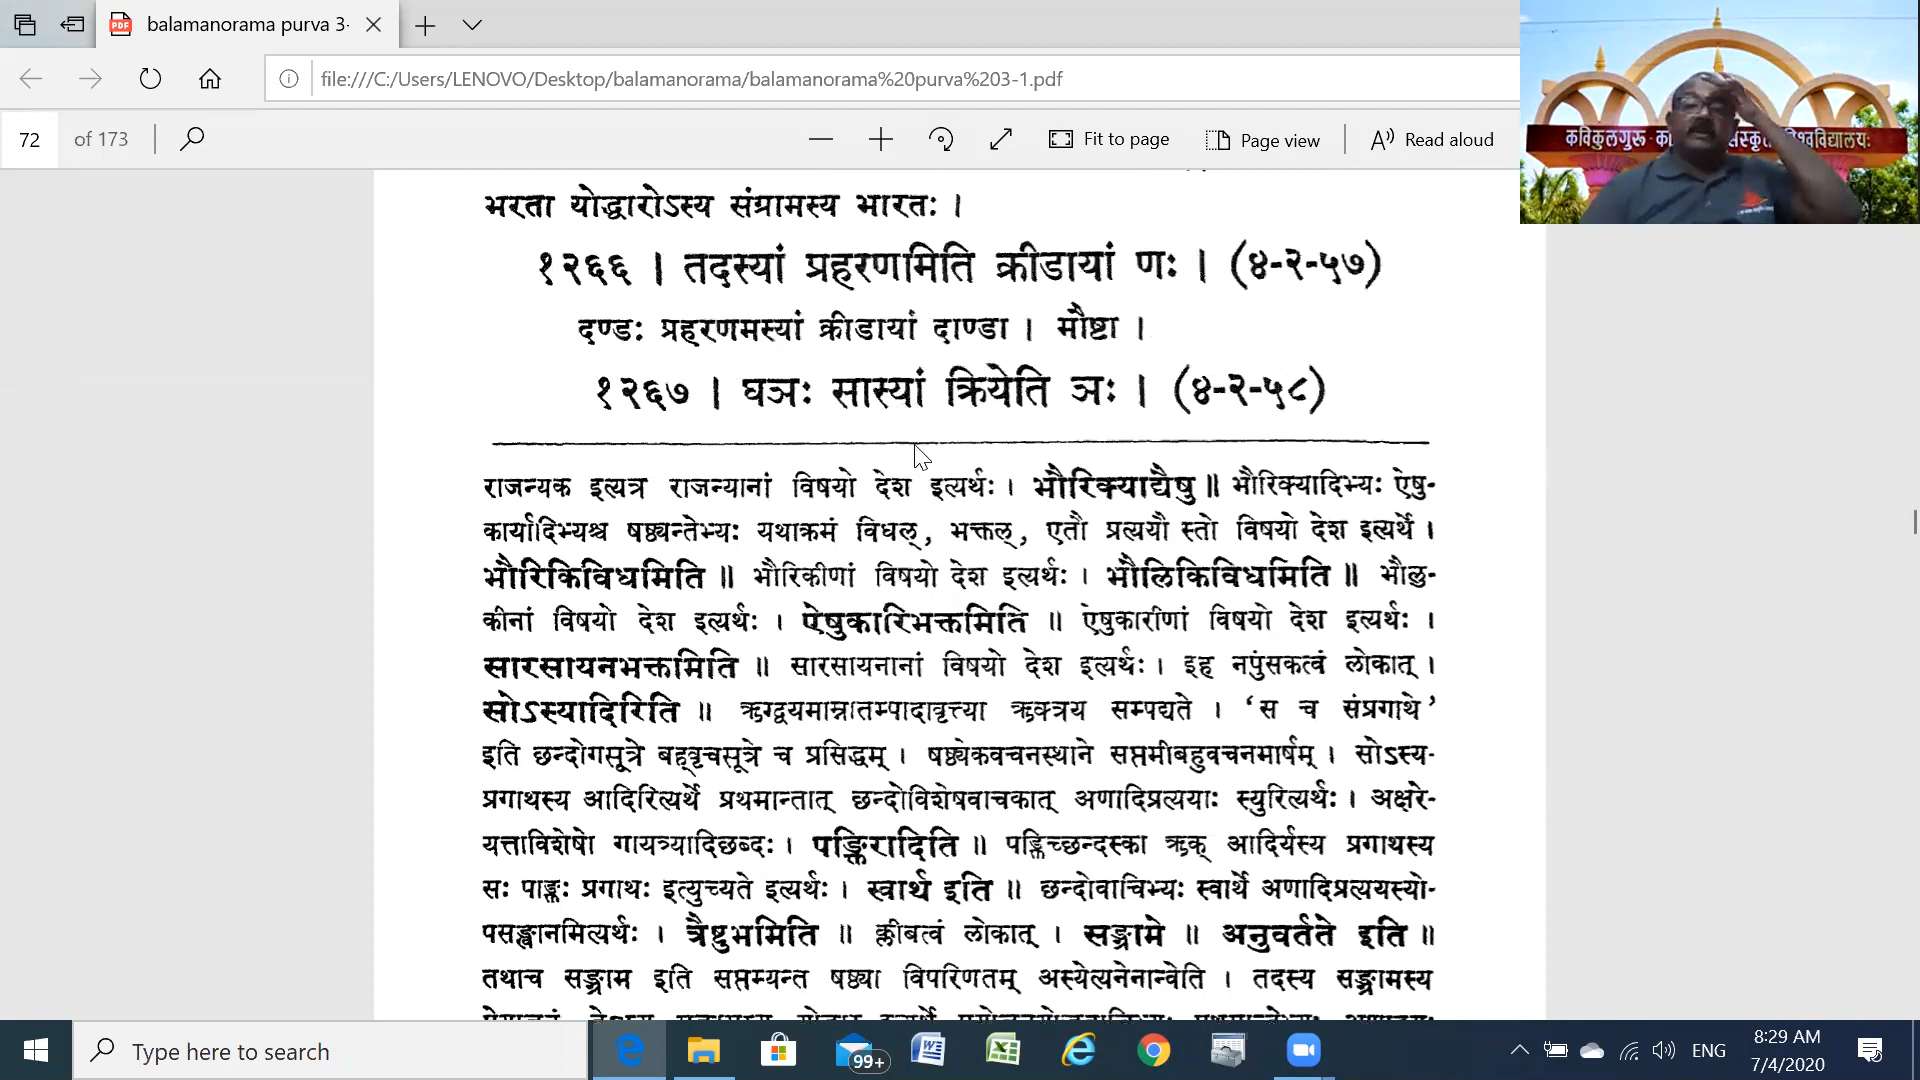 balamanorama purva 3-
file:///C:/Users/LENOVO/Desktop/balamanorama/balamanorama%20purva%203-1.pdf
72 of 173
Fit to page
Page view
Read aloud
कविकुलगुरू
भरता योद्धारोऽस्य संग्रामस्य भारतः ।
१२६६ । तदस्यां प्रहरणमिति क्रीडायां णः । (४-२-५७)
दण्डः प्रहरणमस्यां क्रीडायां दाण्डा । मौष्टा ।
१२६७ । घञः सास्यां क्रियेति ञः । (४-२-५८)
राजन्यक इत्यत्र राजन्यानां विषयो देश इत्यर्थः । भौरिक्याद्यैषु ॥ भौरिक्यादिभ्यः ऐषु-
कार्यादिभ्यश्च षष्ठ्यन्तेभ्यः यथाक्रमं विधल्, भक्तल्, एतौ प्रत्ययौ स्तो विषयो देश इत्यर्थे ।
भौरिकिविधमिति ॥ भौरिकीणां विषयो देश इत्यर्थः । भौलिकिविधमिति ॥ भौलु-
कीनां विषयो देश इत्यर्थः । ऐषुकारिभक्तमिति ॥ ऐषुकारीणां विषयो देश इत्यर्थः ।
सारसायनभक्तमिति ॥ सारसायनानां विषयो देश इत्यर्थः । इह नपुंसकत्वं लोकात् ।
सोऽस्यादिरिति ॥ ऋग्द्वयमाम्नातम्पादावृत्त्या ऋक्त्रय सम्पद्यते । ‘स च संप्रगाथे’
इति छन्दोगसूत्रे बह्वृचसूत्रे च प्रसिद्धम् । षष्ठ्येकवचनस्थाने सप्तमीबहुवचनमार्षम् । सोऽस्य-
प्रगाथस्य आदिरित्यर्थे प्रथमान्तात् छन्दोविशेषवाचकात् अणादिप्रत्ययाः स्युरित्यर्थः । अक्षरे-
यत्ताविशेषो गायत्र्यादिछब्दः । पङ्क्तिरादिति ॥ पङ्क्तिच्छन्दस्का ऋक् आदिर्यस्य प्रगाथस्य
सः पाङ्क्तः प्रगाथः इत्युच्यते इत्यर्थः । स्वार्थ इति ॥ छन्दोवाचिभ्यः स्वार्थे अणादिप्रत्ययस्यो-
पसङ्ख्यानमित्यर्थः । त्रैष्टुभमिति ॥ क्लीबत्वं लोकात् । सङ्ग्रामे ॥ अनुवर्तते इति ॥
तथाच सङ्ग्राम इति सप्तम्यन्त षष्ठ्या विपरिणतम् अस्येत्यनेनान्वेति । तदस्य सङ्ग्रामस्य
Type here to search
99+
ENG
8:29 AM
7/4/2020